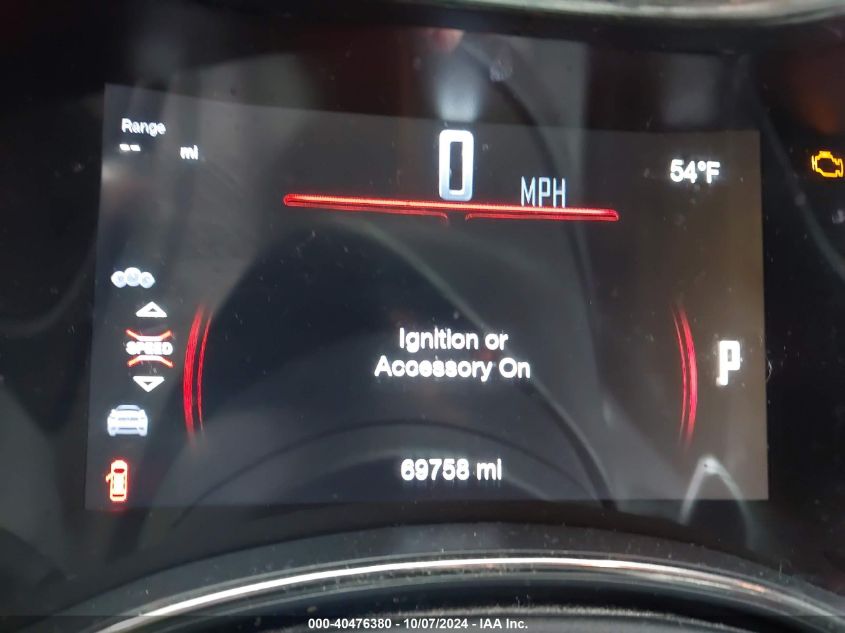 Range
-- mi
0
MPH
54°F
SPEED
Ignition or
Accessory On
P
69758 mi
000-40476380 - 10/07/2024 - IAA Inc.